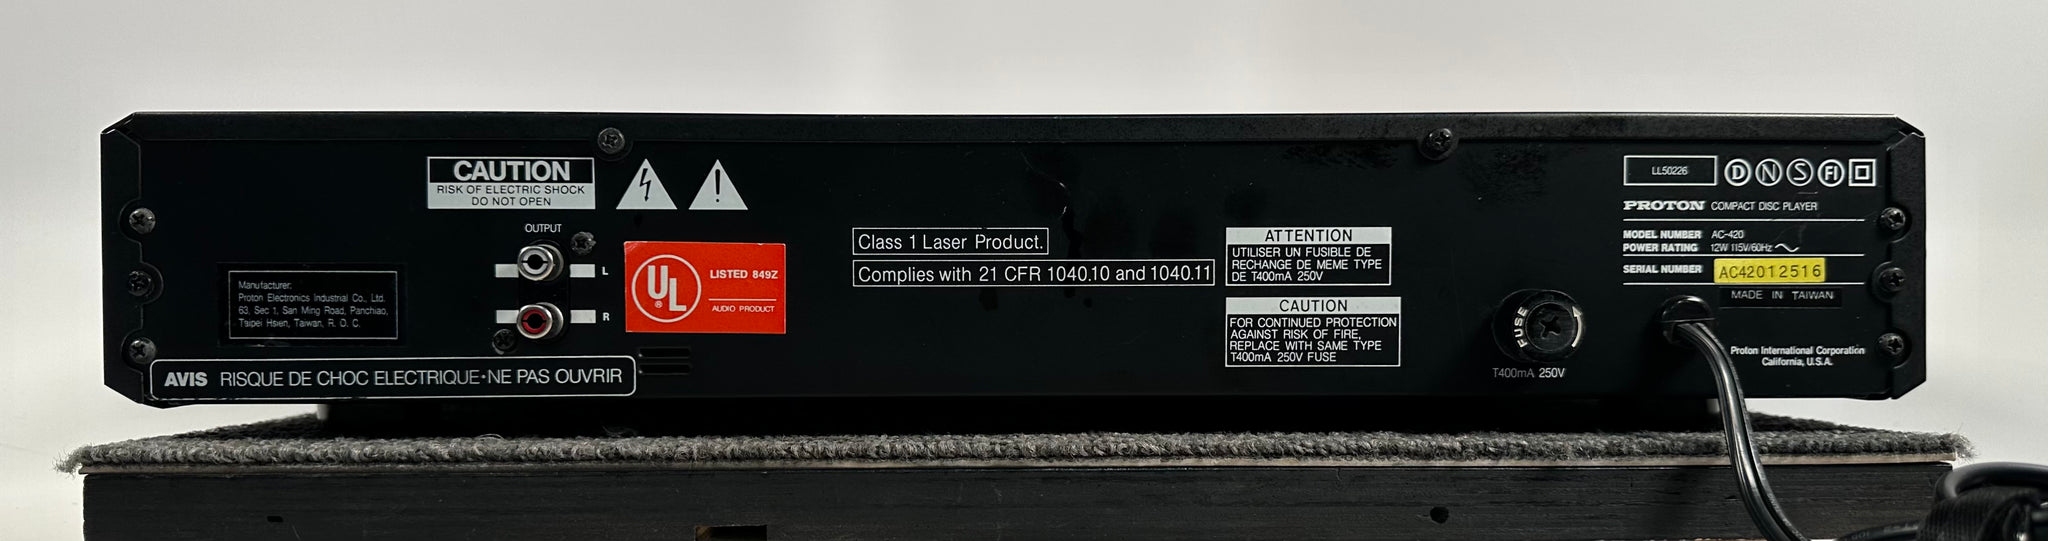 CAUTION
RISK OF ELECTRIC SHOCK
DO NOT OPEN
OUTPUT
L
R
Manufacturer:
Proton Electronics Industrial Co., Ltd.
63, Sec 1, San Ming Road, Panchiao,
Taipei Hsien, Taiwan, R. O. C.
AVIS RISQUE DE CHOC ELECTRIQUE•NE PAS OUVRIR
UL
®
LISTED 849Z
AUDIO PRODUCT
Class 1 Laser Product.
Complies with 21 CFR 1040.10 and 1040.11
ATTENTION
UTILISER UN FUSIBLE DE
RECHANGE DE MEME TYPE
DE T400mA 250V
CAUTION
FOR CONTINUED PROTECTION
AGAINST RISK OF FIRE,
REPLACE WITH SAME TYPE
T400mA 250V FUSE
FUSE
T400mA 250V
LL50226 D N S FI
PROTON COMPACT DISC PLAYER
MODEL NUMBER AC-420
POWER RATING 12W 115V/60Hz
SERIAL NUMBER AC42012516
MADE IN TAIWAN
Proton International Corporation
California, U.S.A.